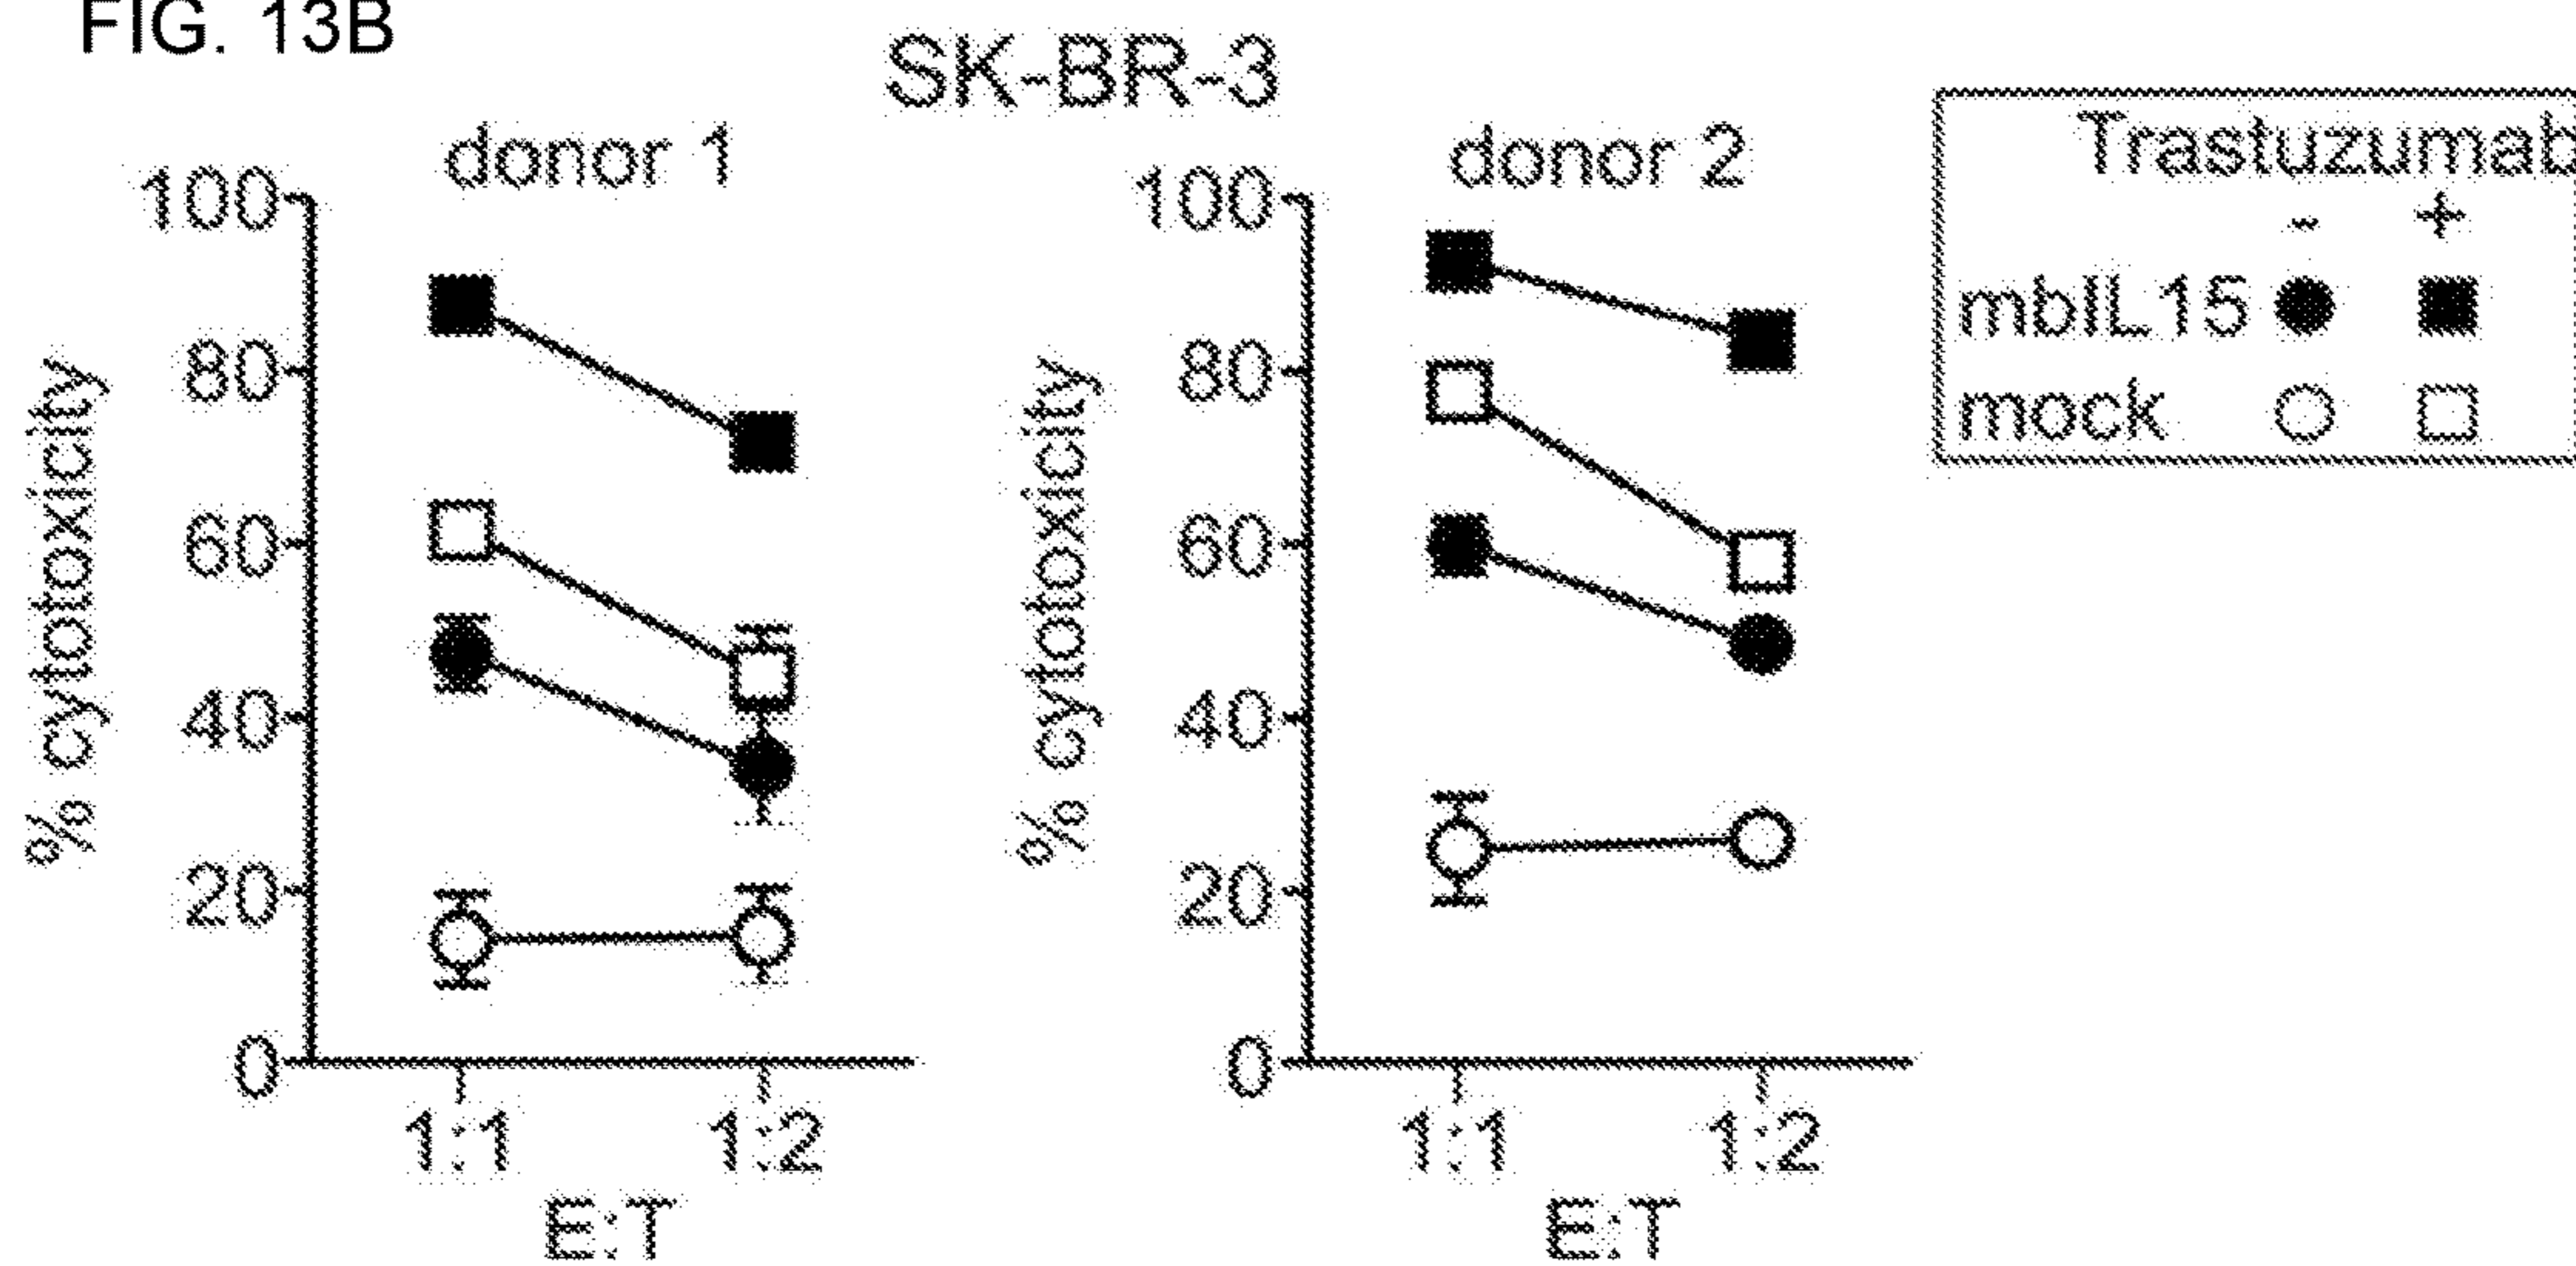 FIG. 13B
SK-BR-3
donor 1
100
80
60
40
20
0
% cytotoxicity
1:1
1:2
E:T
donor 2
100
80
60
40
20
0
% cytotoxicity
1:1
1:2
E:T
Trastuzumab
- +
mbIL15
mock